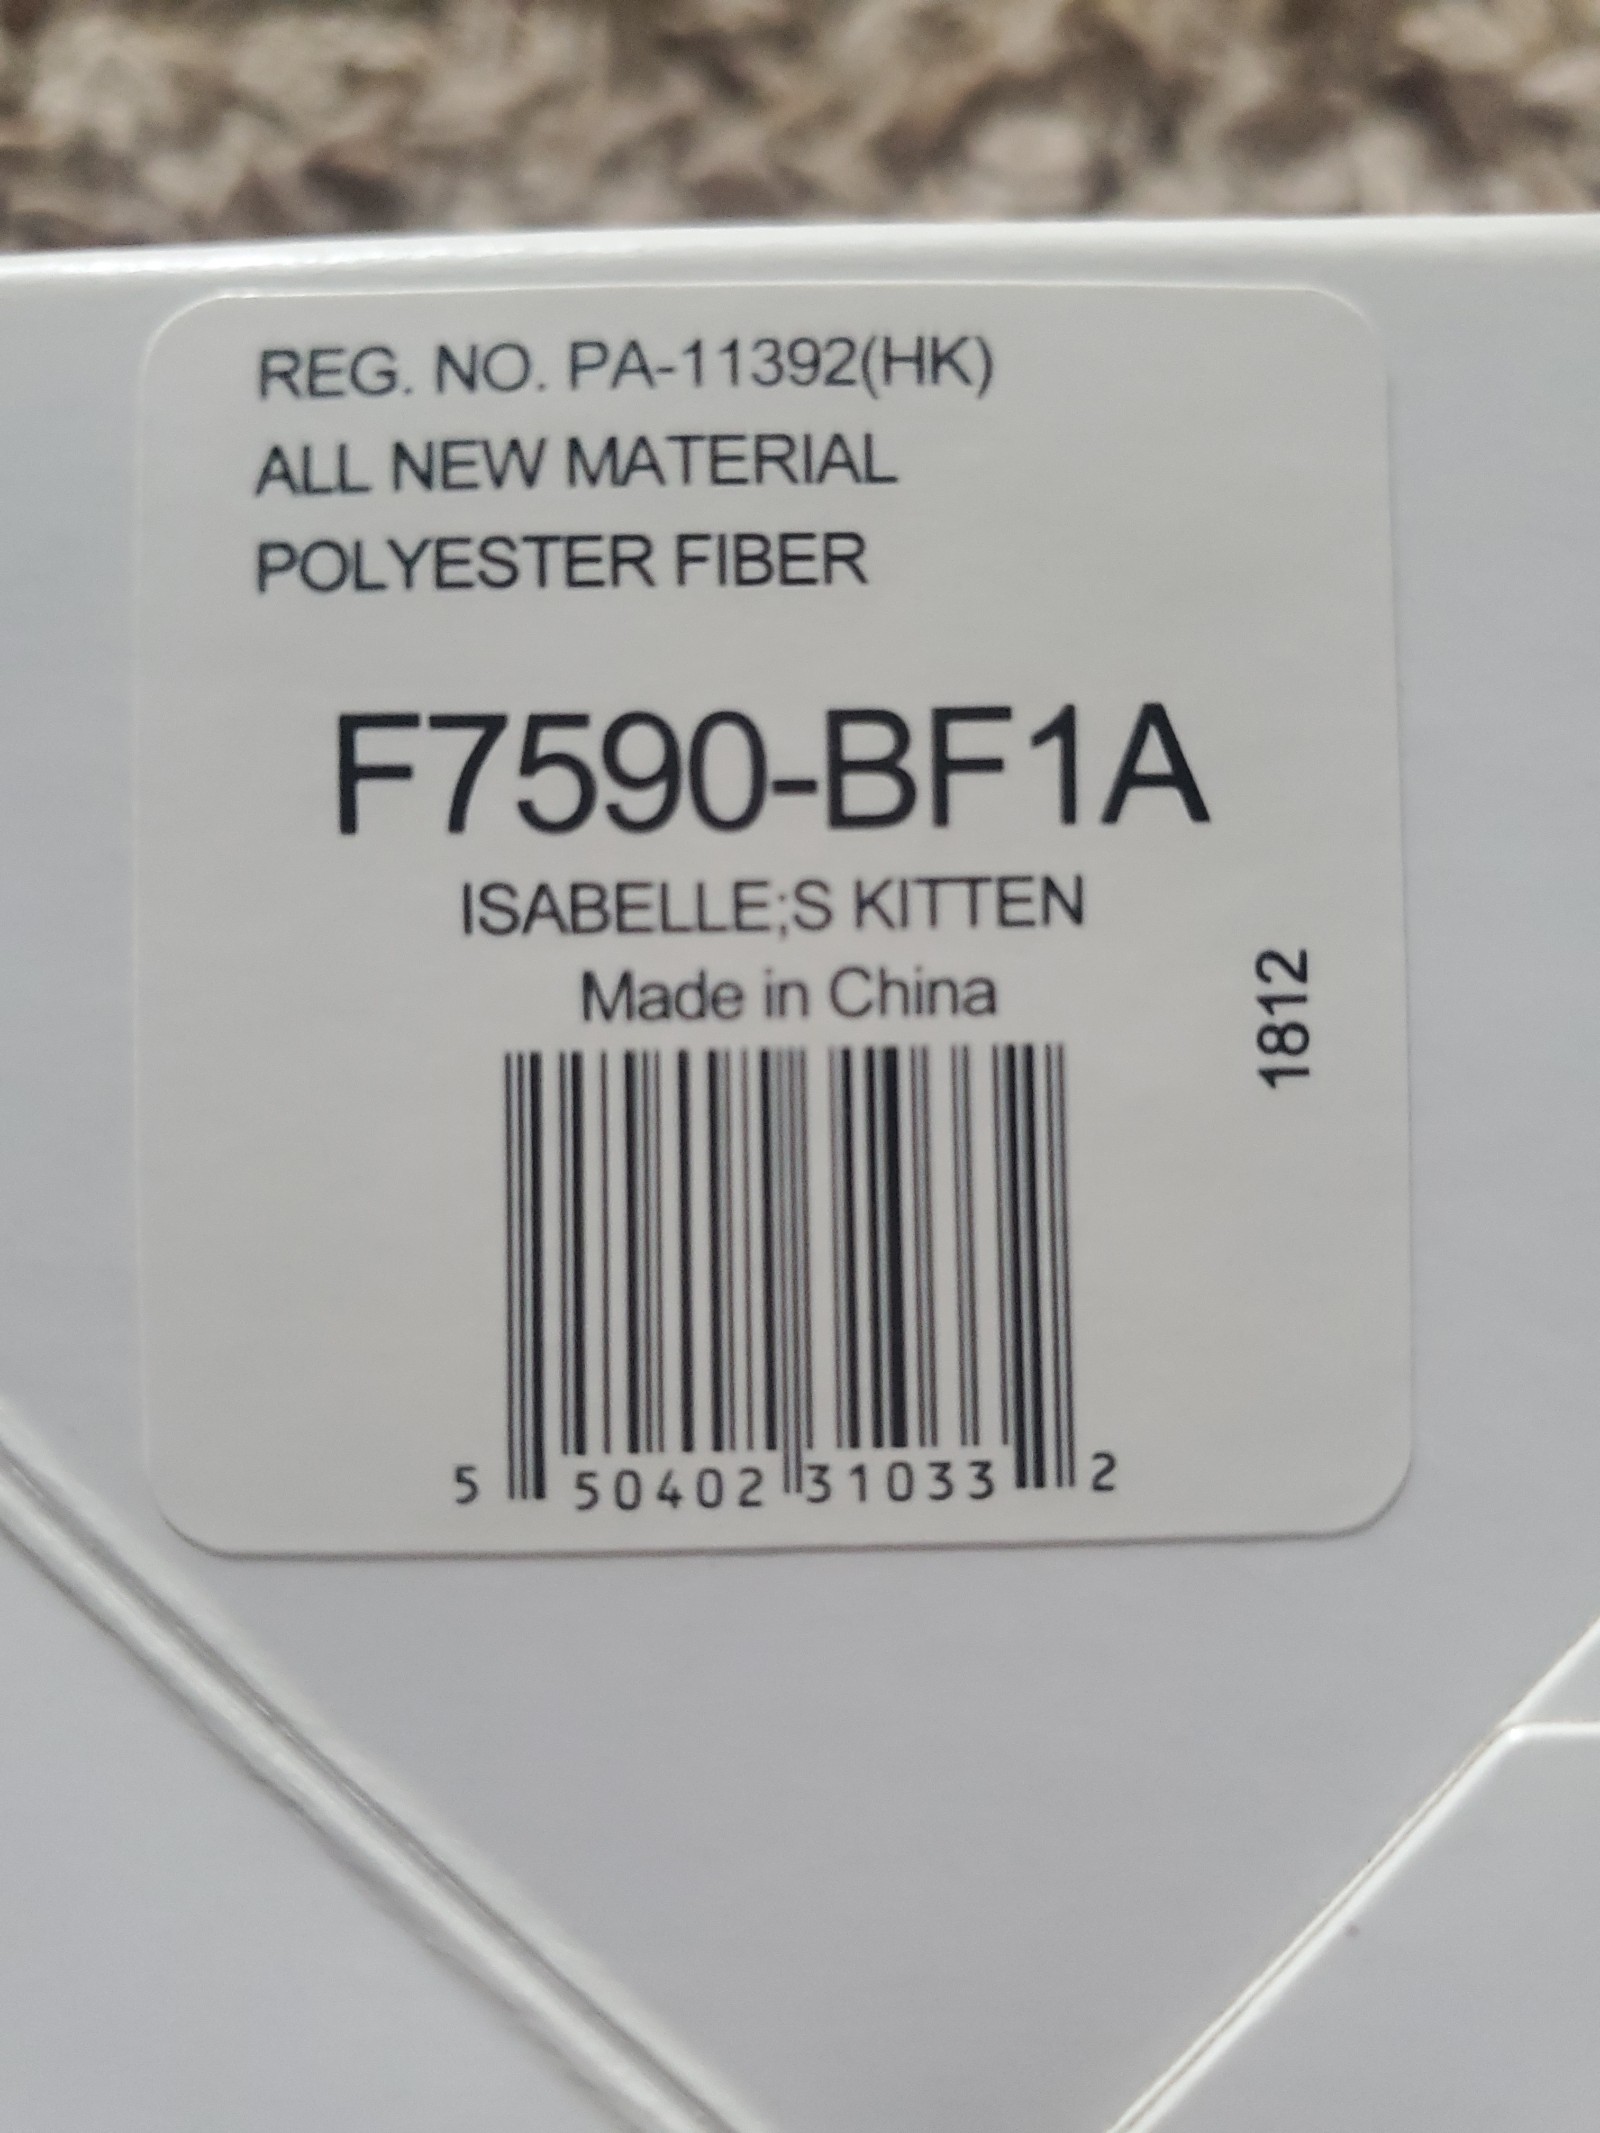 REG. NO. PA-11392(HK)
ALL NEW MATERIAL
POLYESTER FIBER
F7590-BF1A
ISABELLE;S KITTEN
Made in China
1812
5 50402 31033 2